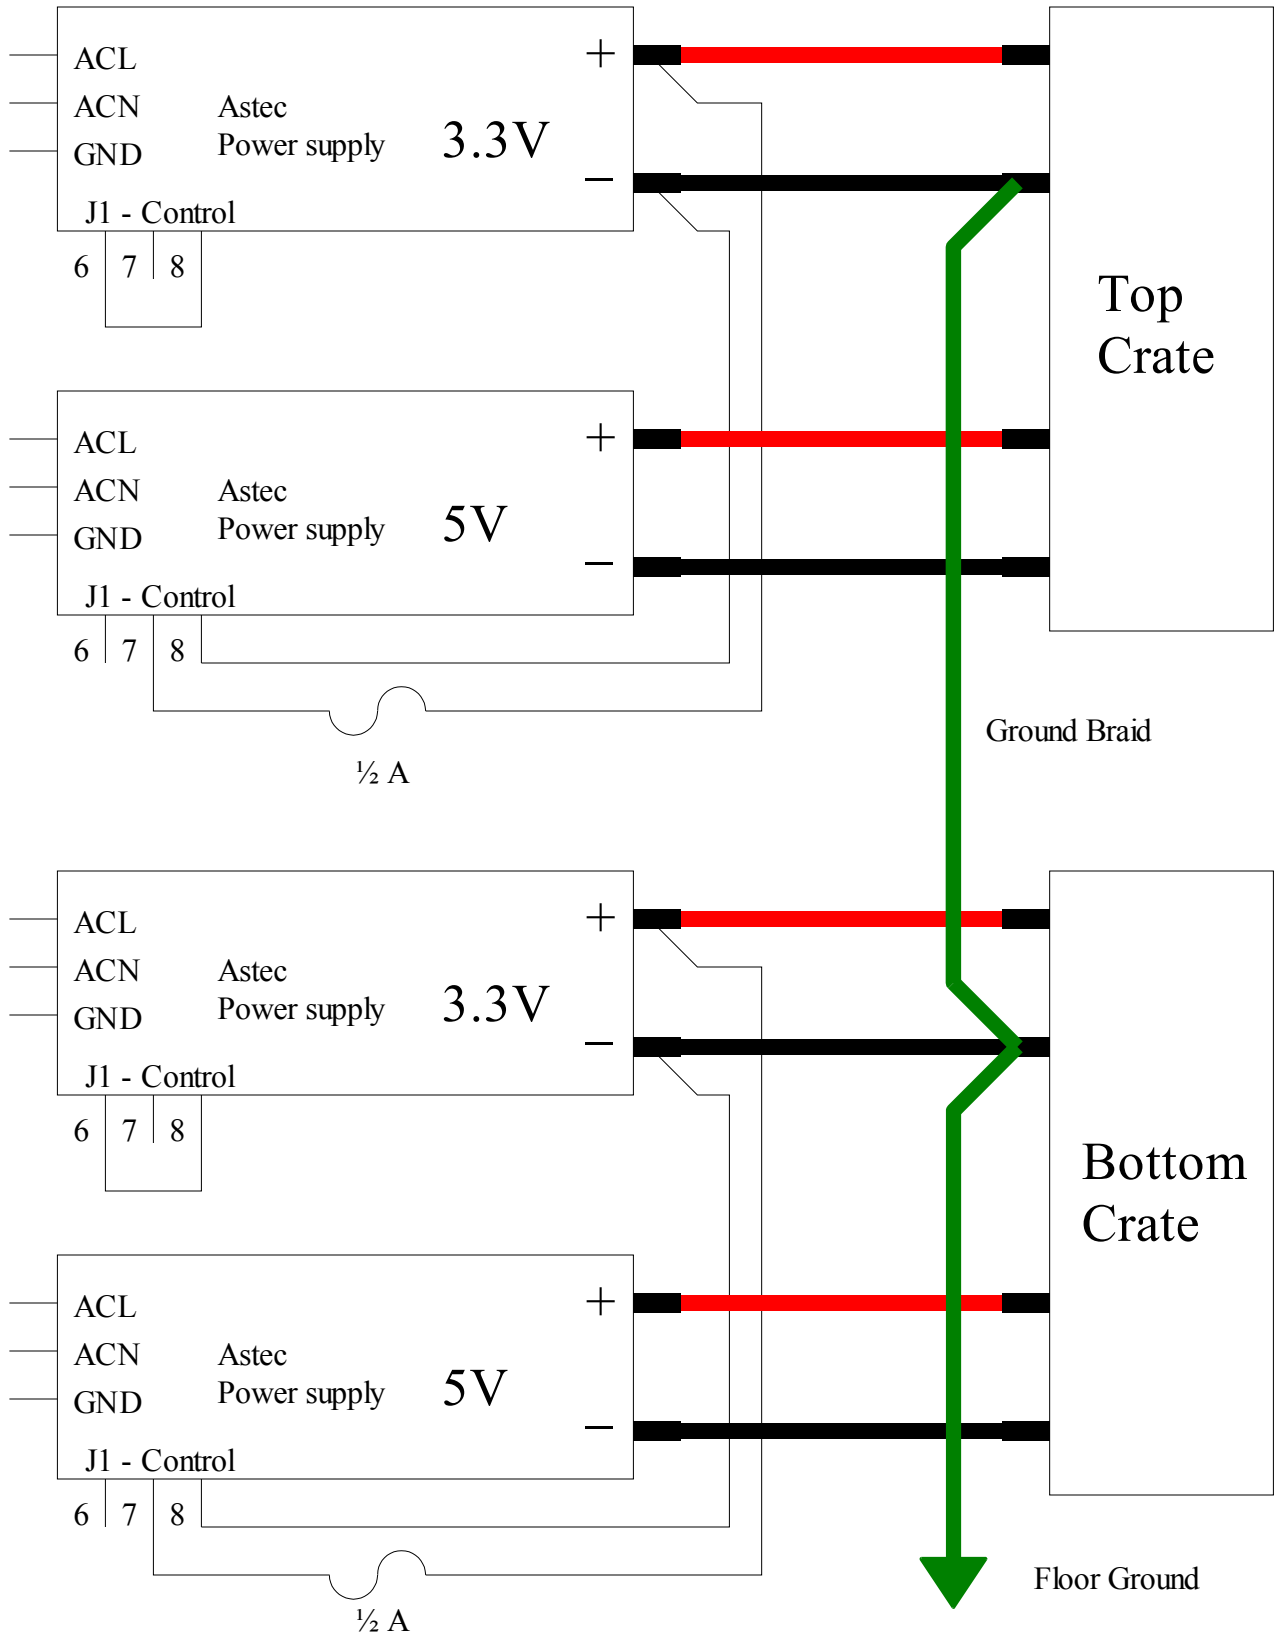 ACL
+
ACN
Astec
Power supply
3.3V
GND
−
J1 - Control
6 7 8
Top
Crate
ACL
+
ACN
Astec
Power supply
5V
GND
−
J1 - Control
6 7 8
½ A
Ground Braid
ACL
+
ACN
Astec
Power supply
3.3V
GND
−
J1 - Control
6 7 8
Bottom
Crate
ACL
+
ACN
Astec
Power supply
5V
GND
−
J1 - Control
6 7 8
½ A
Floor Ground